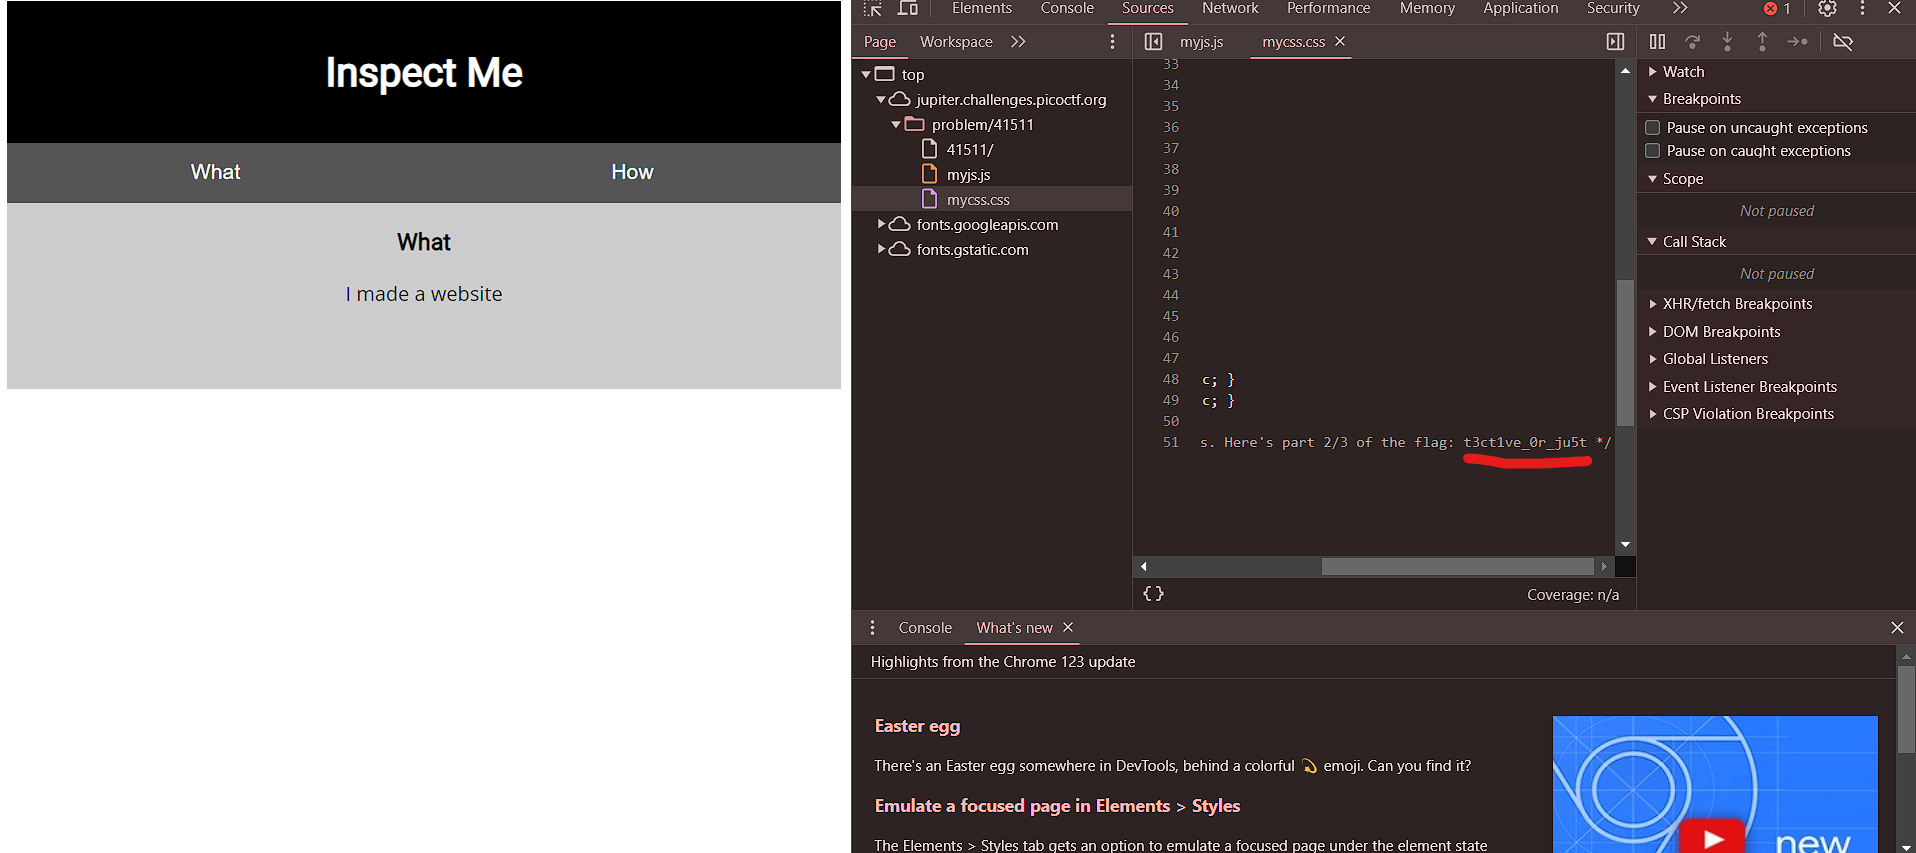 Inspect Me
What
How
What
I made a website
Elements Console Sources Network Performance Memory Application Security 1
Page Workspace
top
jupiter.challenges.picoctf.org
problem/41511
41511/
myjs.js
mycss.css
fonts.googleapis.com
fonts.gstatic.com
myjs.js mycss.css
33
34
35
36
37
38
39
40
41
42
43
44
45
46
47
48 c; }
49 c; }
50
51 s. Here's part 2/3 of the flag: t3ct1ve_0r_ju5t */
{ } Coverage: n/a
Watch
Breakpoints
Pause on uncaught exceptions
Pause on caught exceptions
Scope
Not paused
Call Stack
Not paused
XHR/fetch Breakpoints
DOM Breakpoints
Global Listeners
Event Listener Breakpoints
CSP Violation Breakpoints
Console What's new
Highlights from the Chrome 123 update
Easter egg
There's an Easter egg somewhere in DevTools, behind a colorful 💫 emoji. Can you find it?
Emulate a focused page in Elements > Styles
The Elements > Styles tab gets an option to emulate a focused page under the element state
new